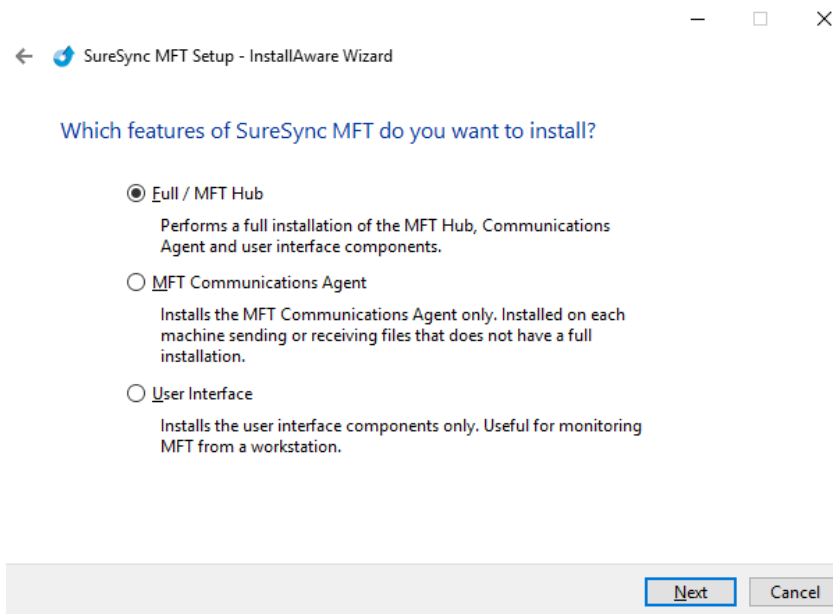 SureSync MFT Setup - InstallAware Wizard
Which features of SureSync MFT do you want to install?
Full / MFT Hub
Performs a full installation of the MFT Hub, Communications
Agent and user interface components.
MFT Communications Agent
Installs the MFT Communications Agent only. Installed on each
machine sending or receiving files that does not have a full
installation.
User Interface
Installs the user interface components only. Useful for monitoring
MFT from a workstation.
Next
Cancel